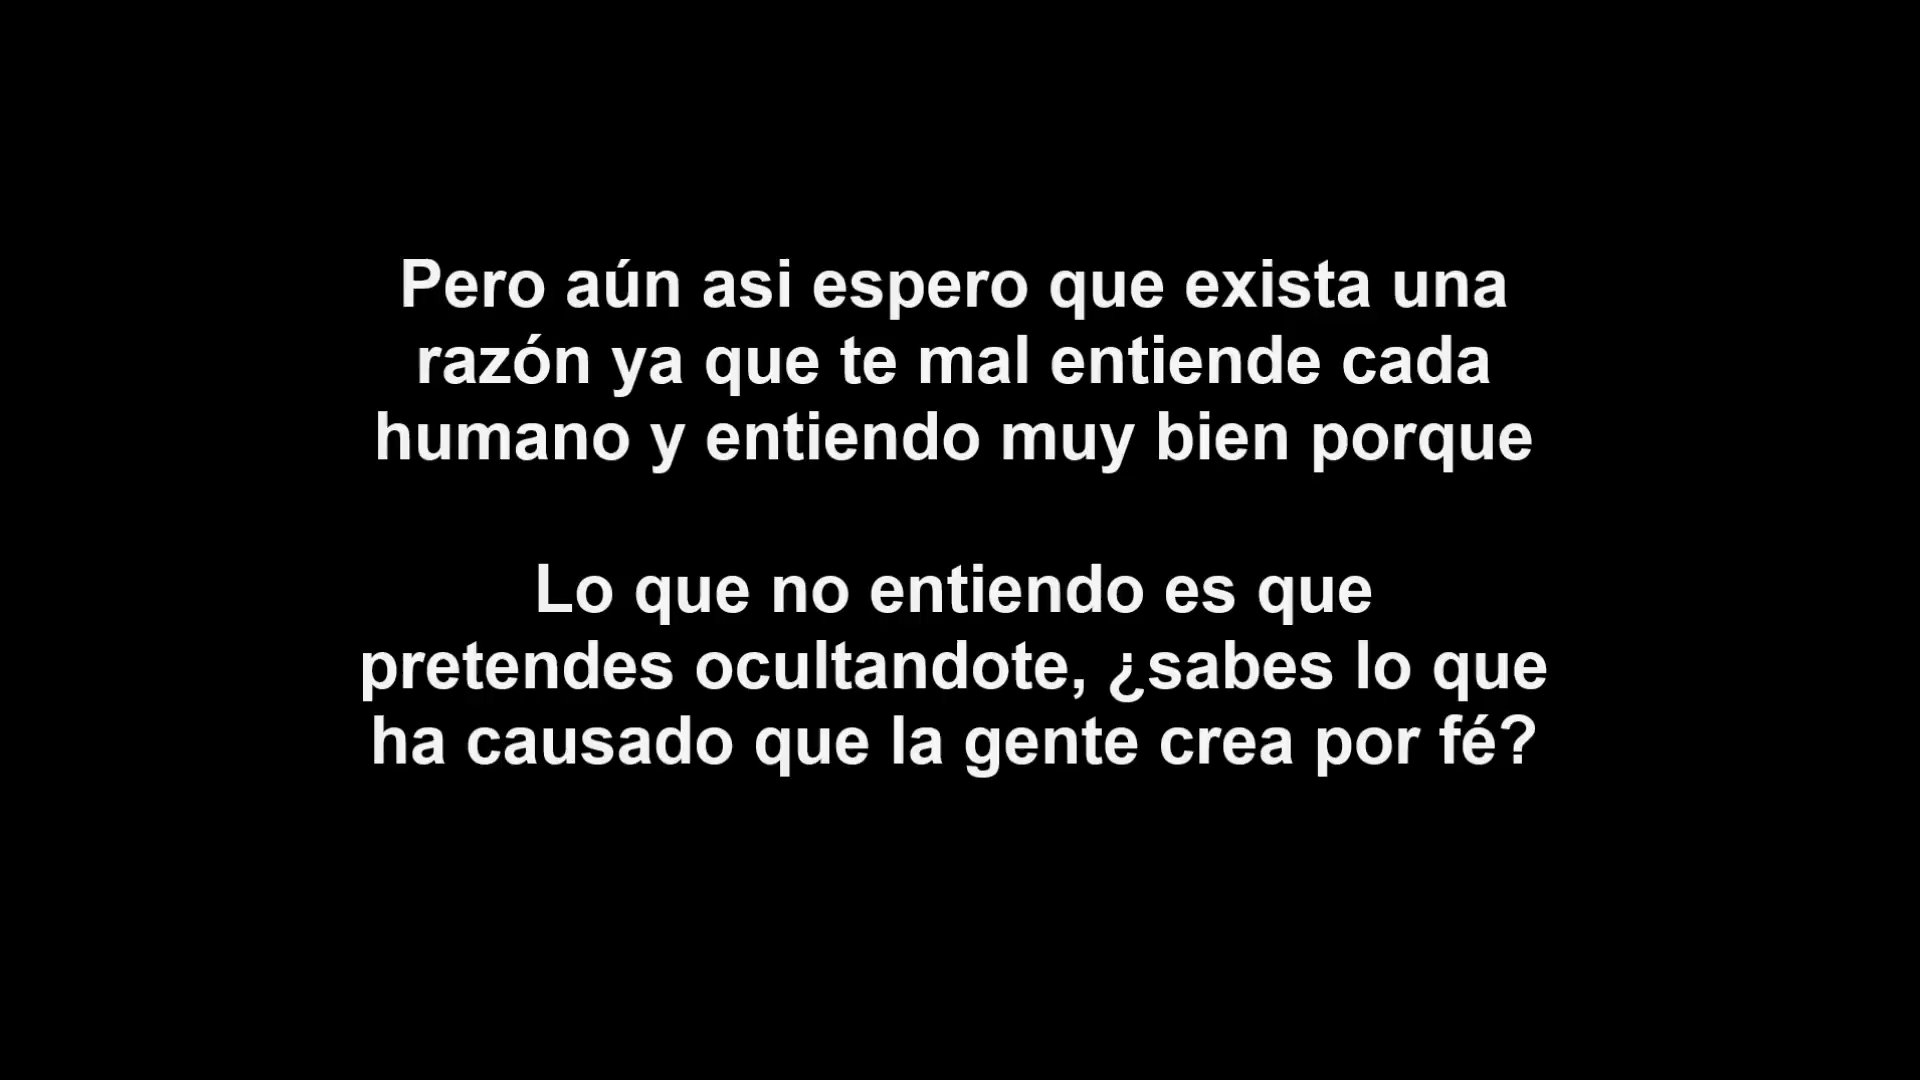 Pero aún asi espero que exista una
razón ya que te mal entiende cada
humano y entiendo muy bien porque
Lo que no entiendo es que
pretendes ocultandote, ¿sabes lo que
ha causado que la gente crea por fé?